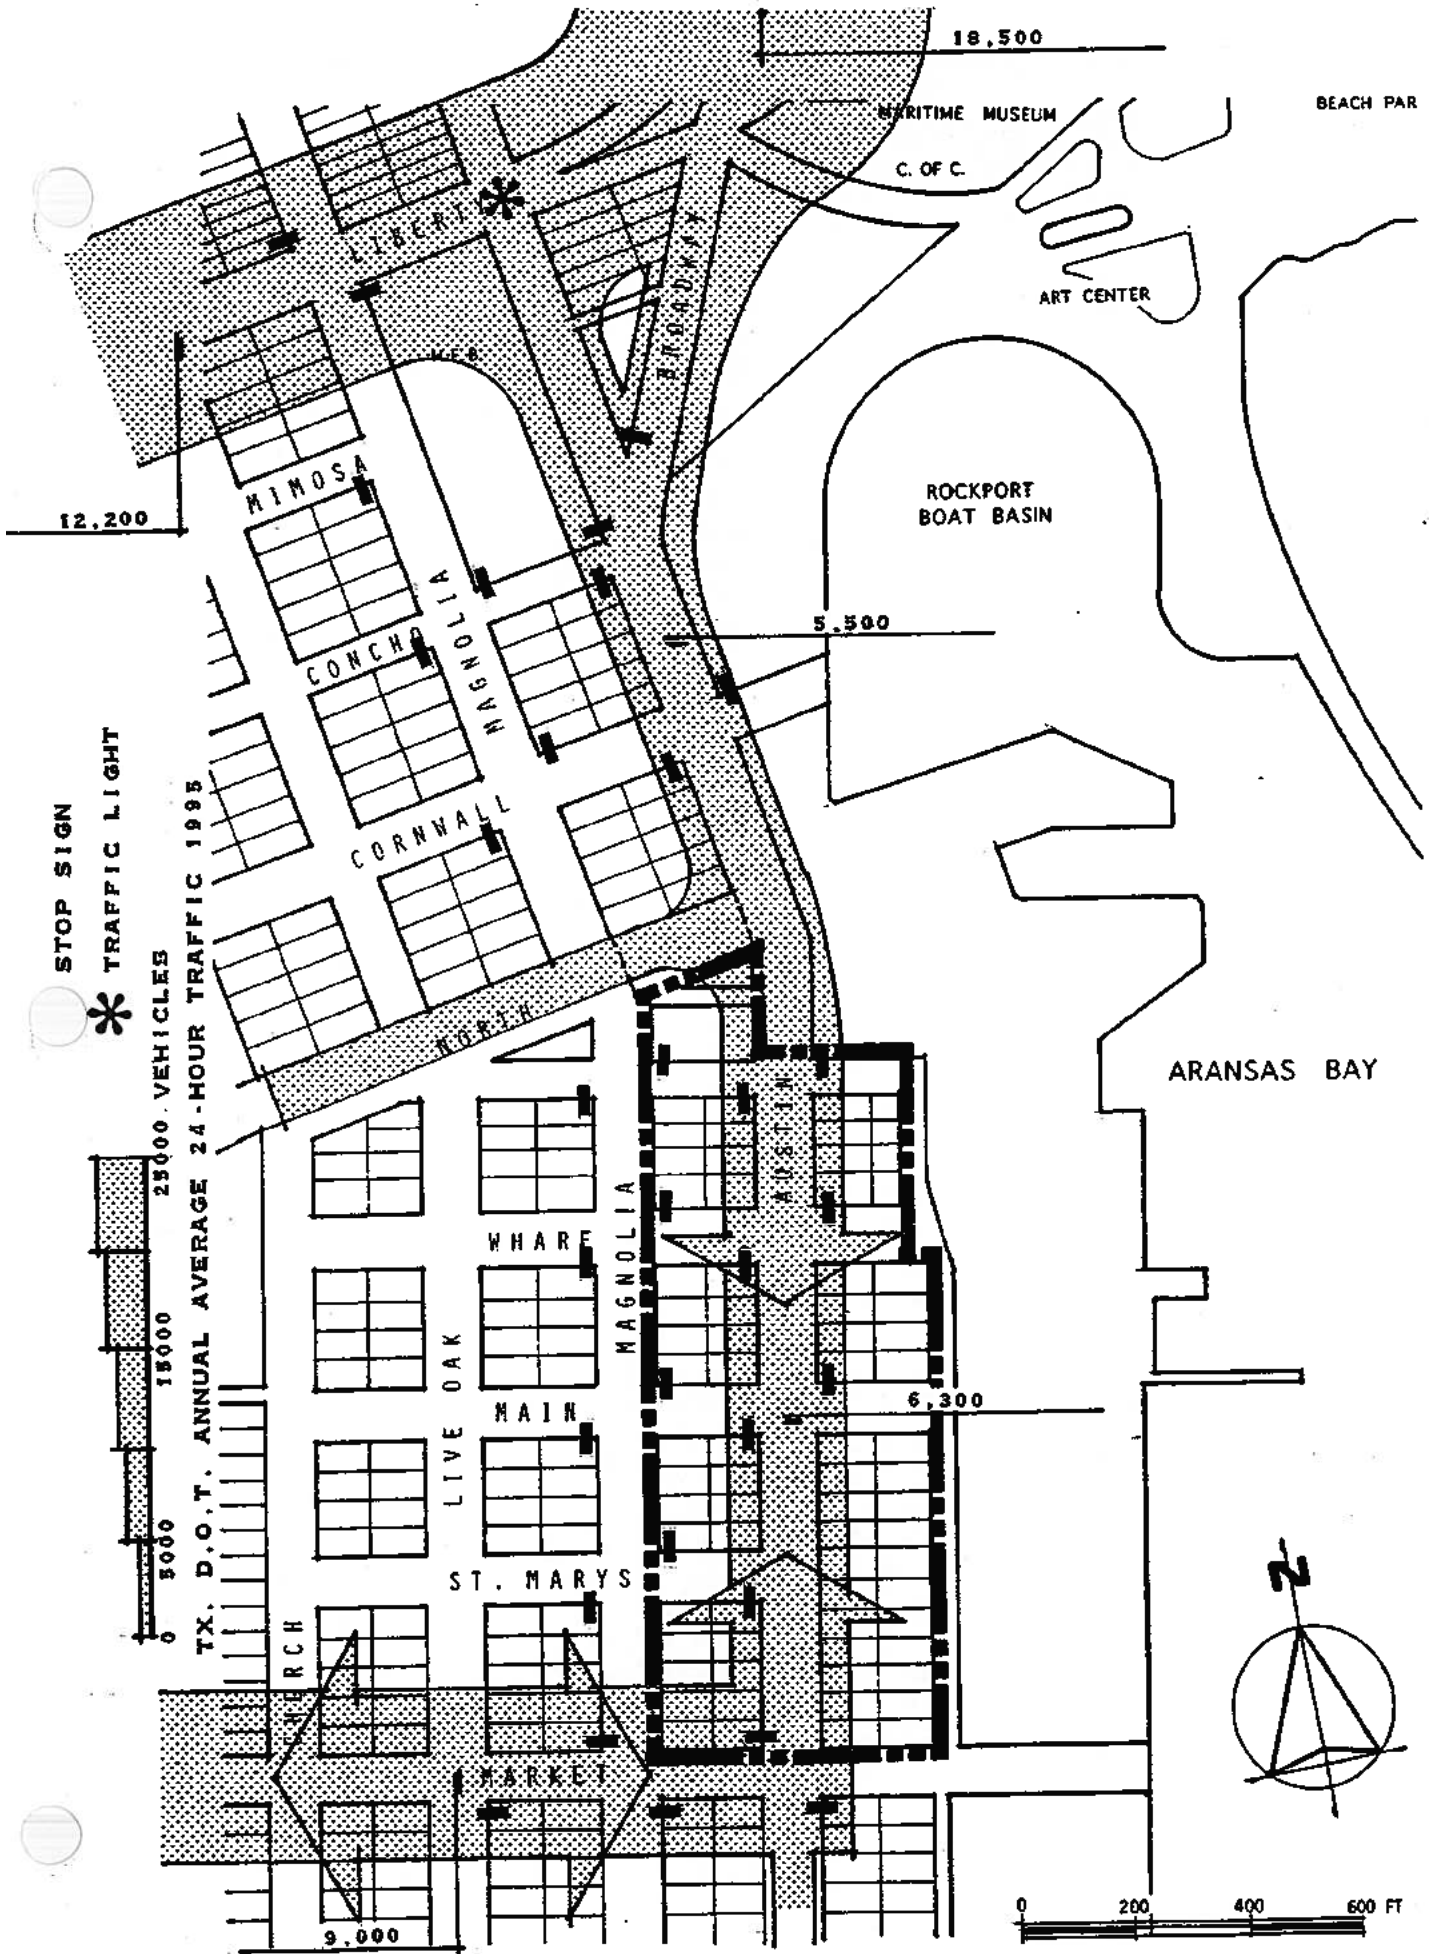 18,500
MARITIME MUSEUM
BEACH PAR
C. OF C.
LIBERTY
BROADWAY
ART CENTER
H.E.B.
MIMOSA
12,200
ROCKPORT
BOAT BASIN
CONCHO
MAGNOLIA
5,500
CORNWALL
STOP SIGN
TRAFFIC LIGHT
25000 VEHICLES
15000
5000
0
TX. D.O.T. ANNUAL AVERAGE 24-HOUR TRAFFIC 1995
NORTH
ARANSAS BAY
AUSTIN
WHARF
MAGNOLIA
LIVE OAK
MAIN
6,300
ST. MARYS
CHURCH
MARKET
N
9,000
0 200 400 600 FT